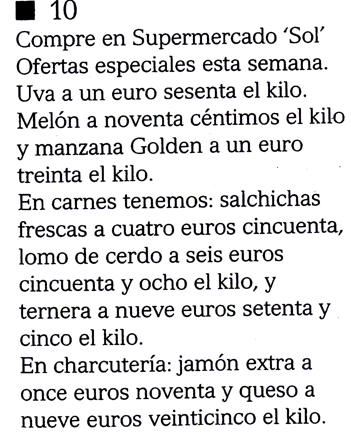 ■ 10
Compre en Supermercado ‘Sol’
Ofertas especiales esta semana.
Uva a un euro sesenta el kilo.
Melón a noventa céntimos el kilo
y manzana Golden a un euro
treinta el kilo.
En carnes tenemos: salchichas
frescas a cuatro euros cincuenta,
lomo de cerdo a seis euros
cincuenta y ocho el kilo, y
ternera a nueve euros setenta y
cinco el kilo.
En charcutería: jamón extra a
once euros noventa y queso a
nueve euros veinticinco el kilo.